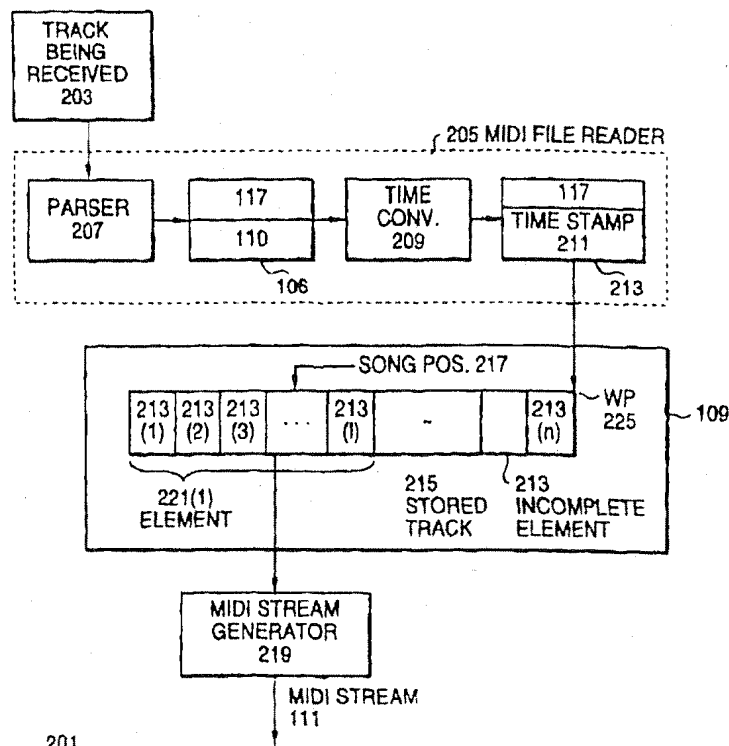 TRACK
BEING
RECEIVED
203
205 MIDI FILE READER
PARSER
207
117
110
106
TIME
CONV.
209
117
TIME STAMP
211
213
SONG POS. 217
213
(1)
213
(2)
213
(3)
. . .
213
(l)
~
213
(n)
WP
225
109
221(1)
ELEMENT
215
STORED
TRACK
213
INCOMPLETE
ELEMENT
MIDI STREAM
GENERATOR
219
MIDI STREAM
111
201